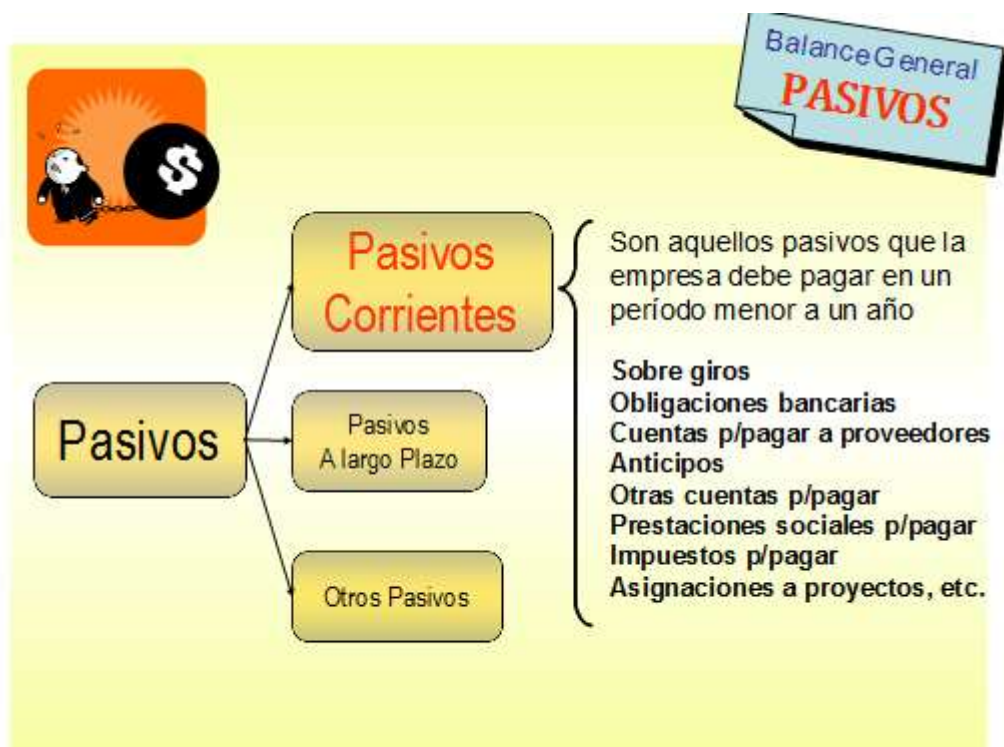 Balance General
PASIVOS
$
Pasivos
Corrientes
Son aquellos pasivos que la
empresa debe pagar en un
período menor a un año
Sobre giros
Obligaciones bancarias
Cuentas p/pagar a proveedores
Anticipos
Otras cuentas p/pagar
Prestaciones sociales p/pagar
Impuestos p/pagar
Asignaciones a proyectos, etc.
Pasivos
Pasivos
A largo Plazo
Otros Pasivos